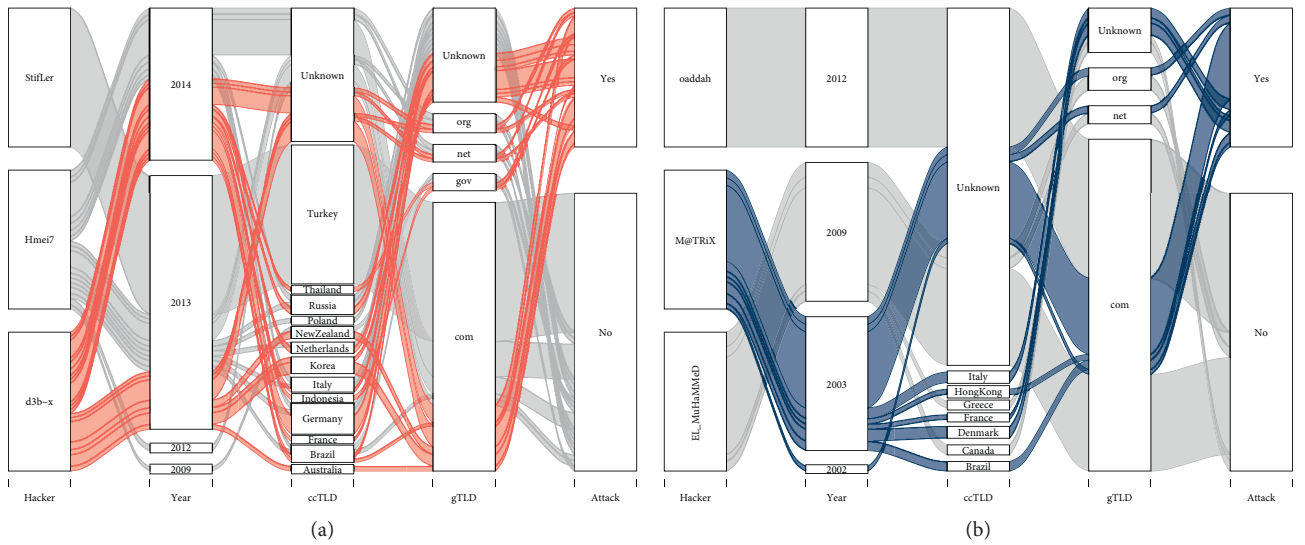 StifLer
Hmei7
d3b~x
2014
2013
2012
2009
Unknown
Turkey
Thailand
Russia
Poland
NewZealand
Netherlands
Korea
Italy
Indonesia
Germany
France
Brazil
Australia
Unknown
org
net
gov
com
Yes
No
Hacker
Year
ccTLD
gTLD
Attack
(a)
oaddah
M@TRiX
EL_MuHaMMeD
2012
2009
2003
2002
Unknown
Italy
HongKong
Greece
France
Denmark
Canada
Brazil
Unknown
org
net
com
Yes
No
Hacker
Year
ccTLD
gTLD
Attack
(b)